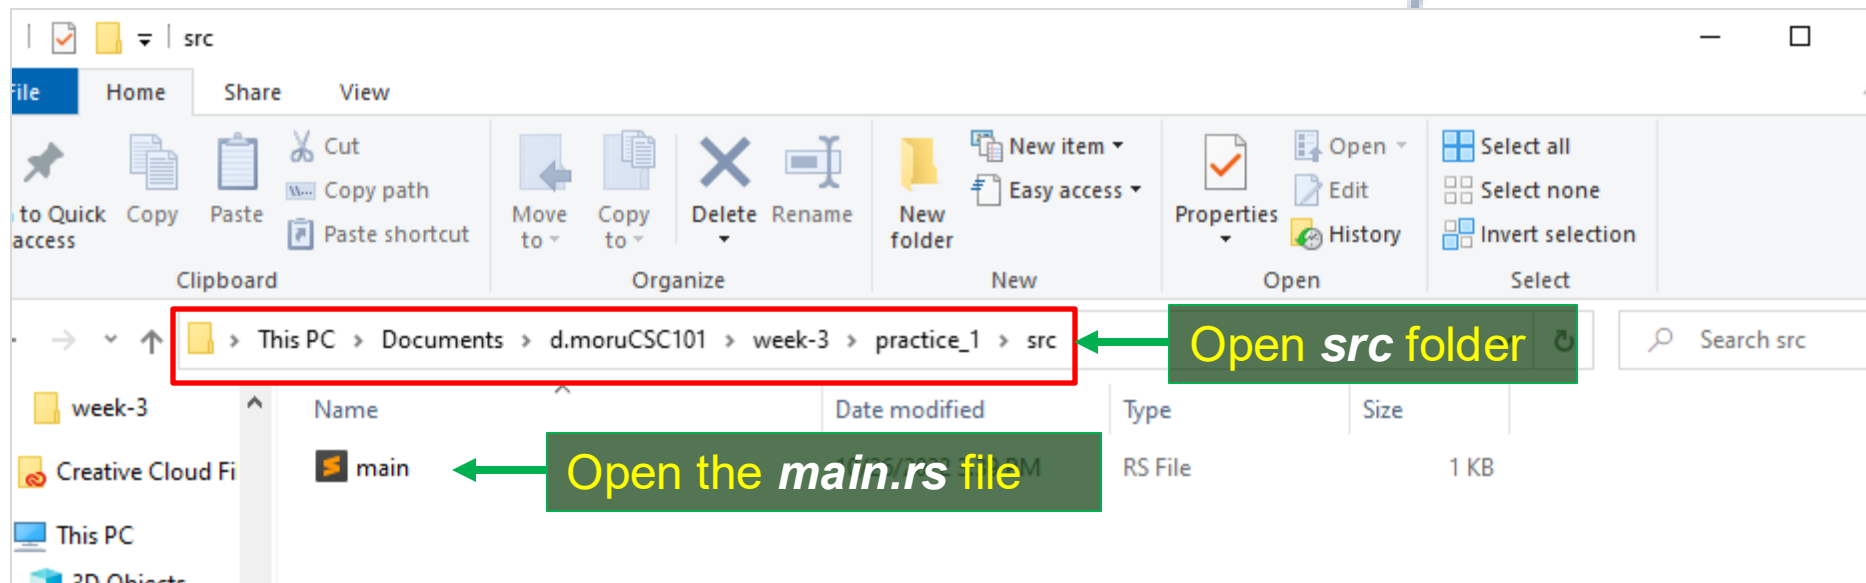 src
File Home Share View
to Quick access Copy Paste Cut Copy path Paste shortcut Move to Copy to Delete Rename New folder New item Easy access Properties Open Edit History Select all Select none Invert selection
Clipboard Organize New Open Select
This PC > Documents > d.moruCSC101 > week-3 > practice_1 > src Open src folder Search src
week-3 Name Date modified Type Size
Creative Cloud Fi main Open the main.rs file RS File 1 KB
This PC
3D Objects